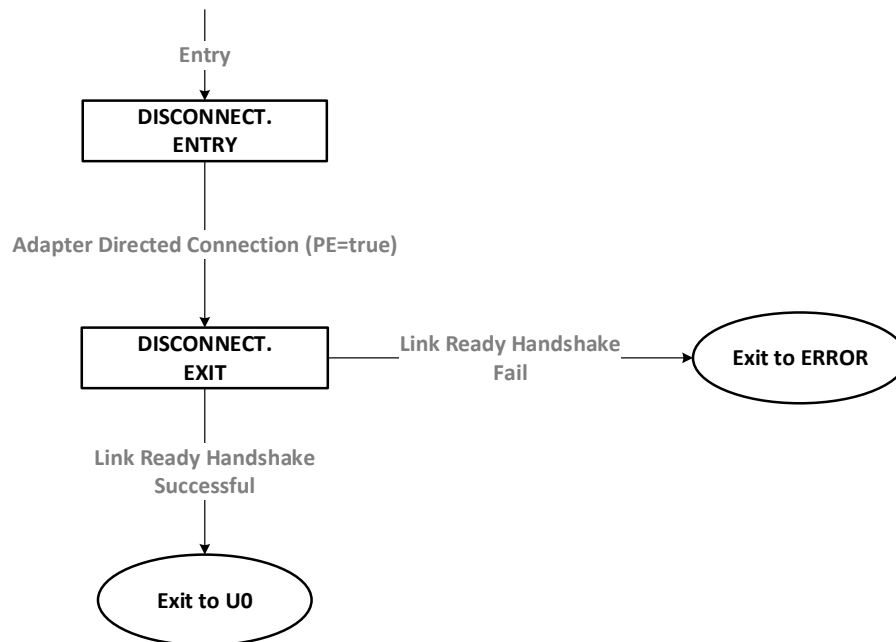 Entry
DISCONNECT.
ENTRY
Adapter Directed Connection (PE=true)
DISCONNECT.
EXIT
Link Ready Handshake
Fail
Exit to ERROR
Link Ready Handshake
Successful
Exit to U0